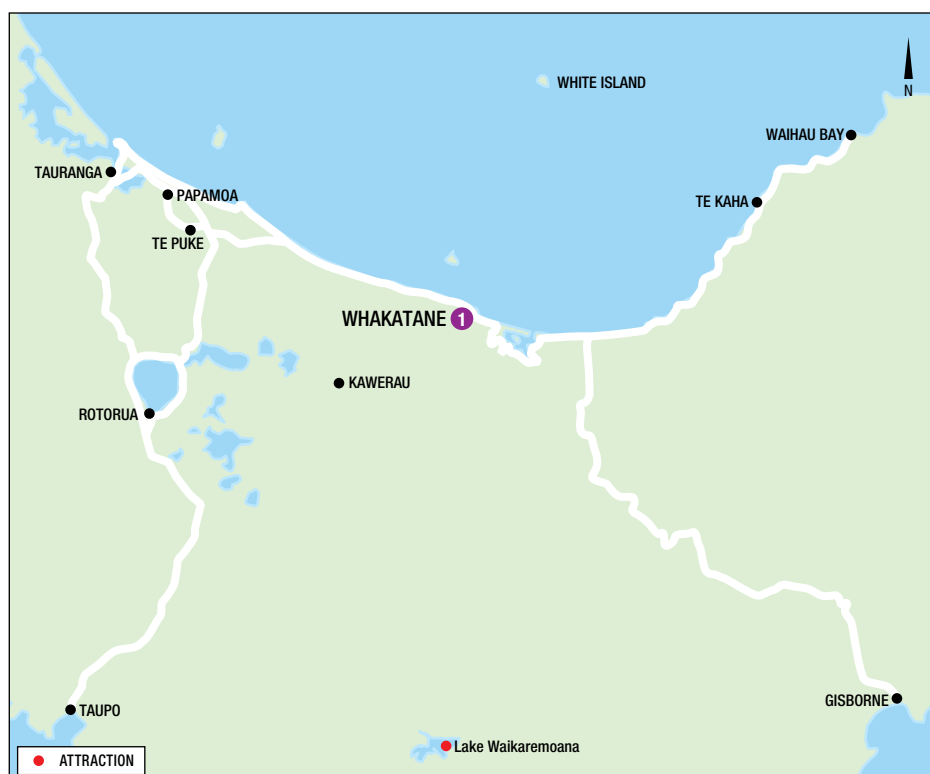 WHITE ISLAND
N
WAIHAU BAY
TAURANGA
PAPAMOA
TE KAHA
TE PUKE
WHAKATANE 1
KAWERAU
ROTORUA
GISBORNE
TAUPO
Lake Waikaremoana
ATTRACTION